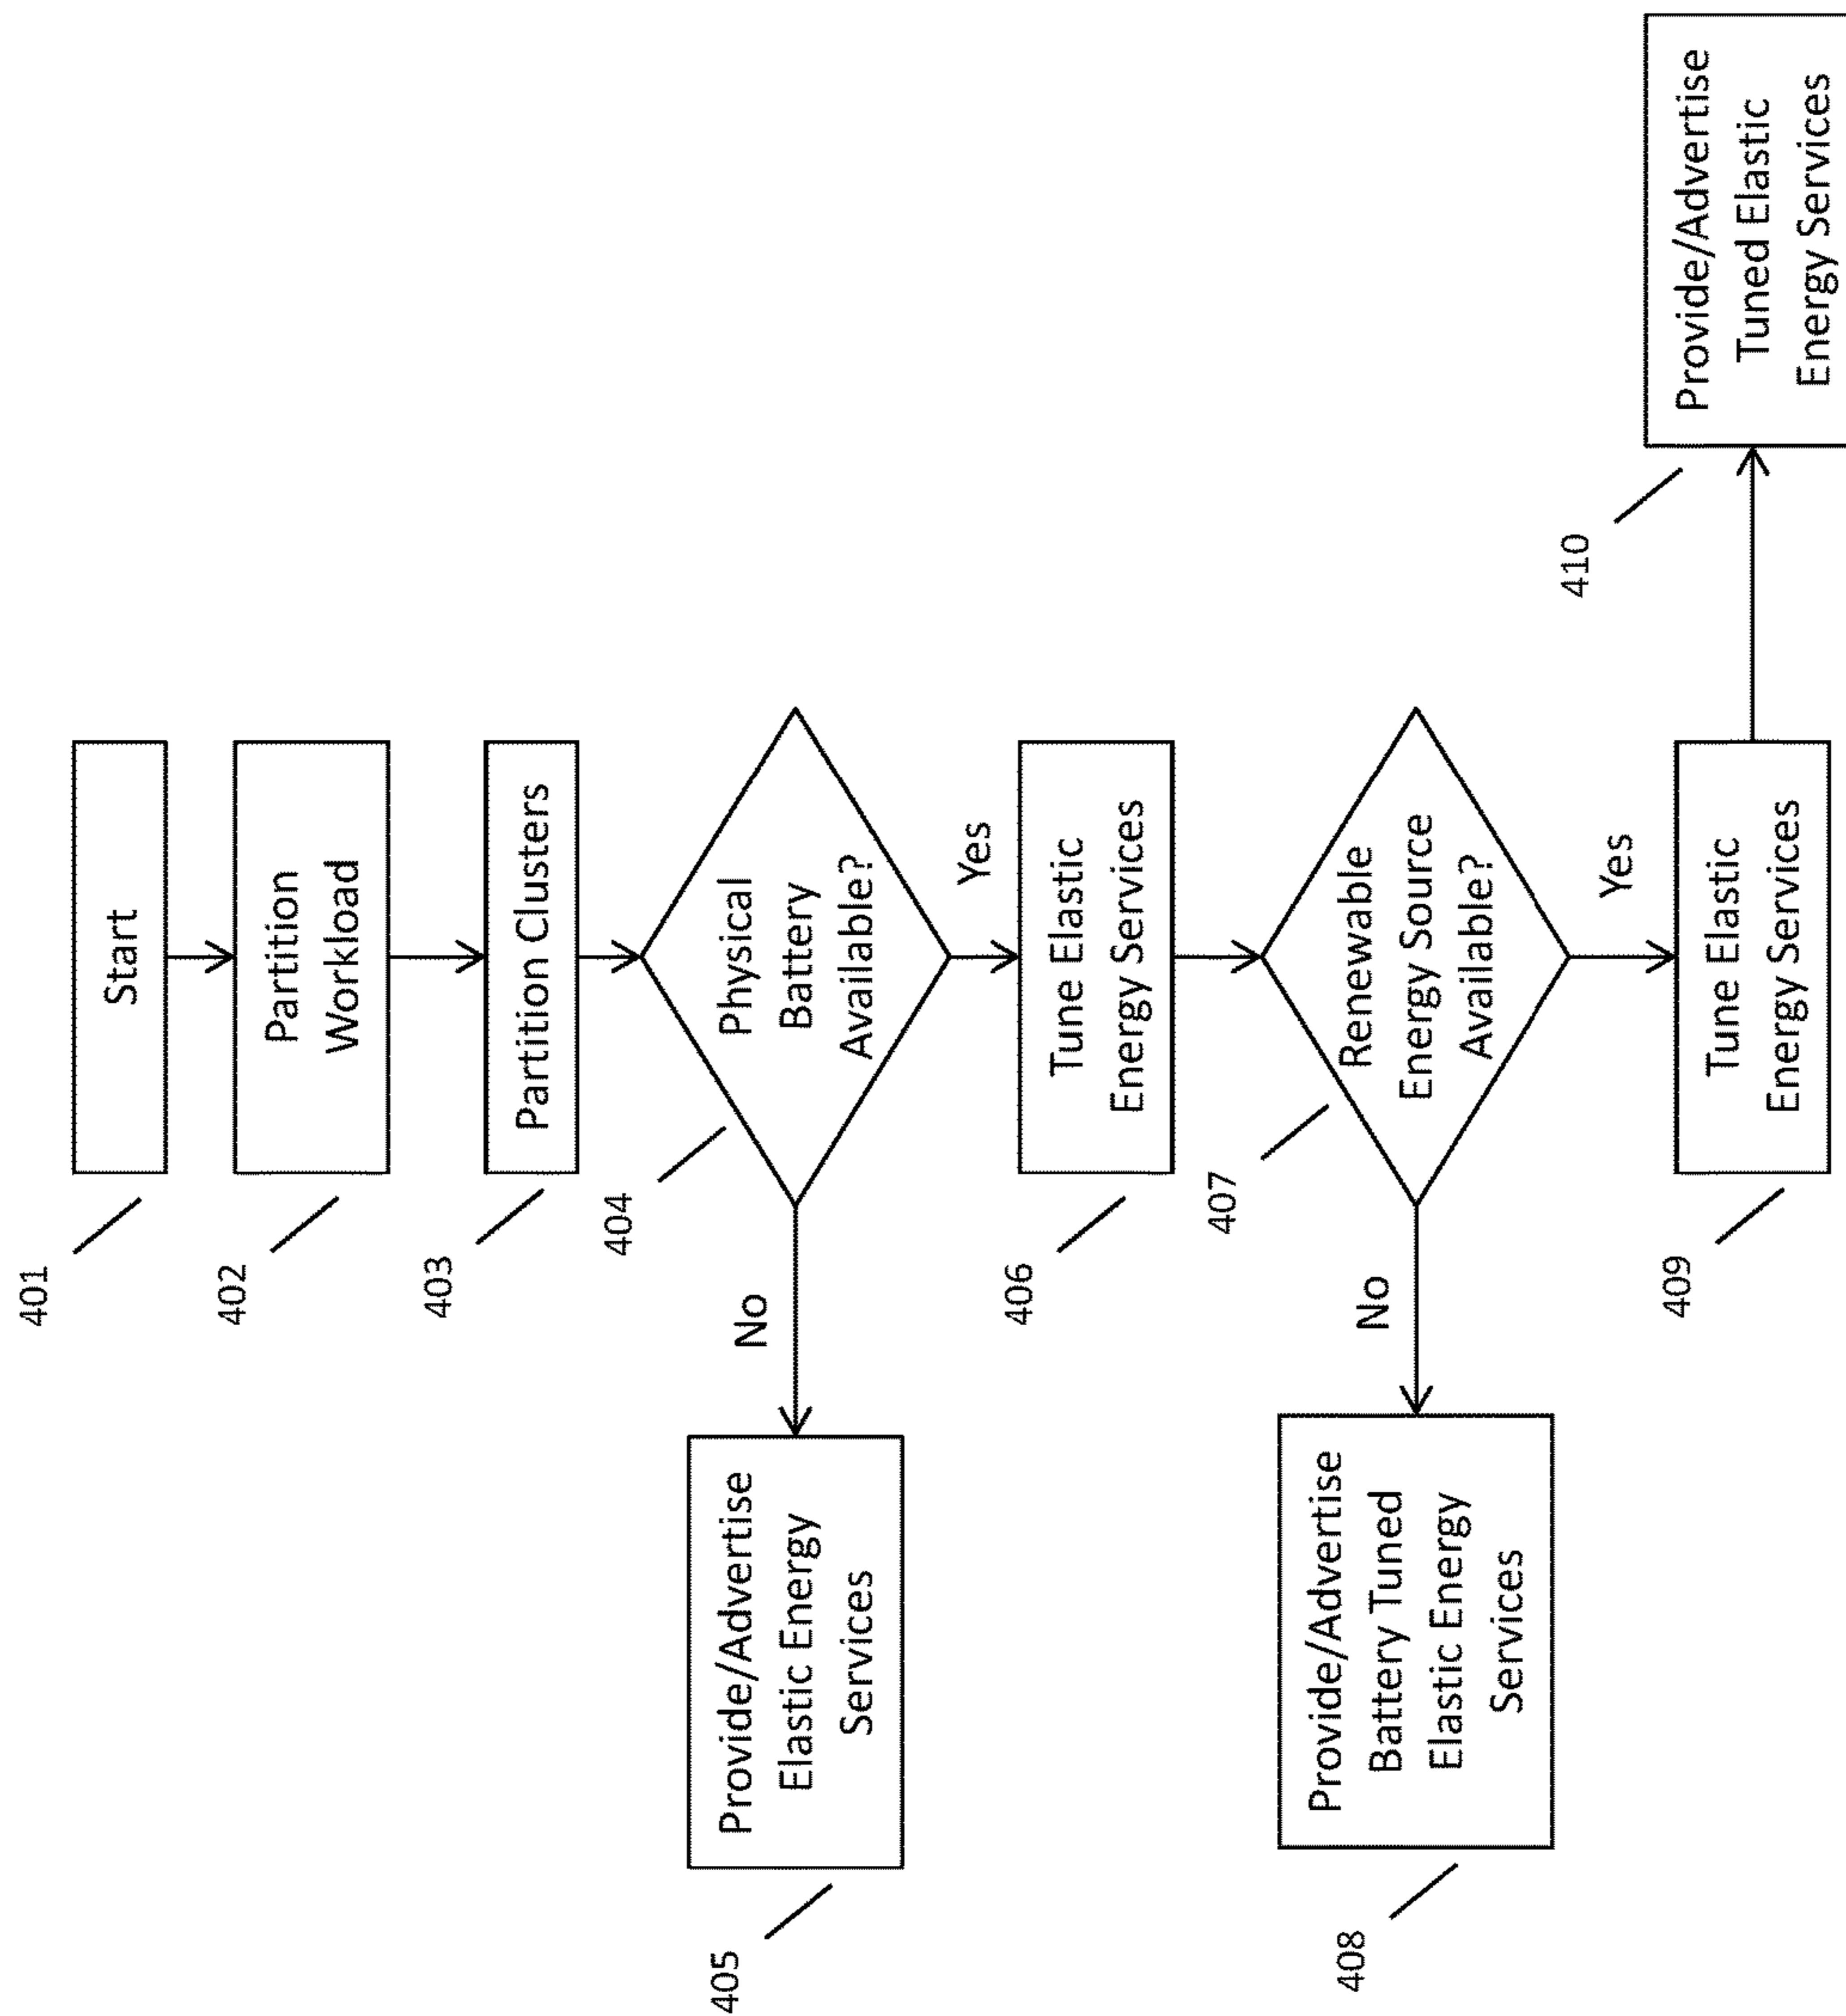 401
Start
402
Partition
Workload
403
Partition Clusters
404
Physical
Battery
Available?
No
405
Provide/Advertise
Elastic Energy
Services
Yes
406
Tune Elastic
Energy Services
407
Renewable
Energy Source
Available?
No
408
Provide/Advertise
Battery Tuned
Elastic Energy
Services
Yes
409
Tune Elastic
Energy Services
410
Provide/Advertise
Tuned Elastic
Energy Services